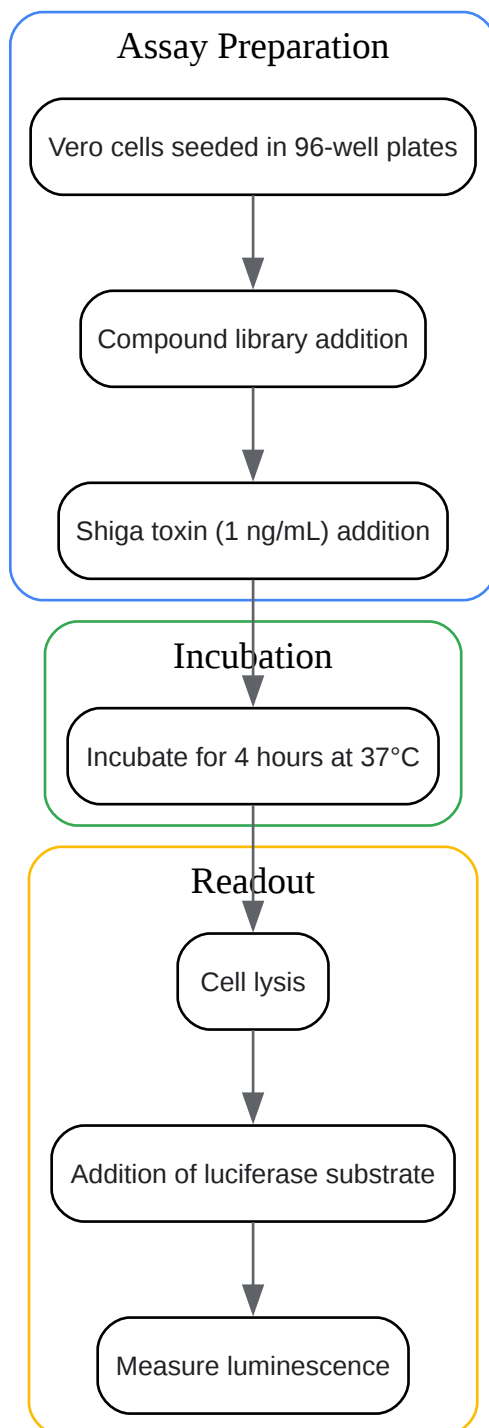 Assay Preparation
Vero cells seeded in 96-well plates
Compound library addition
Shiga toxin (1 ng/mL) addition
Incubation
Incubate for 4 hours at 37°C
Readout
Cell lysis
Addition of luciferase substrate
Measure luminescence